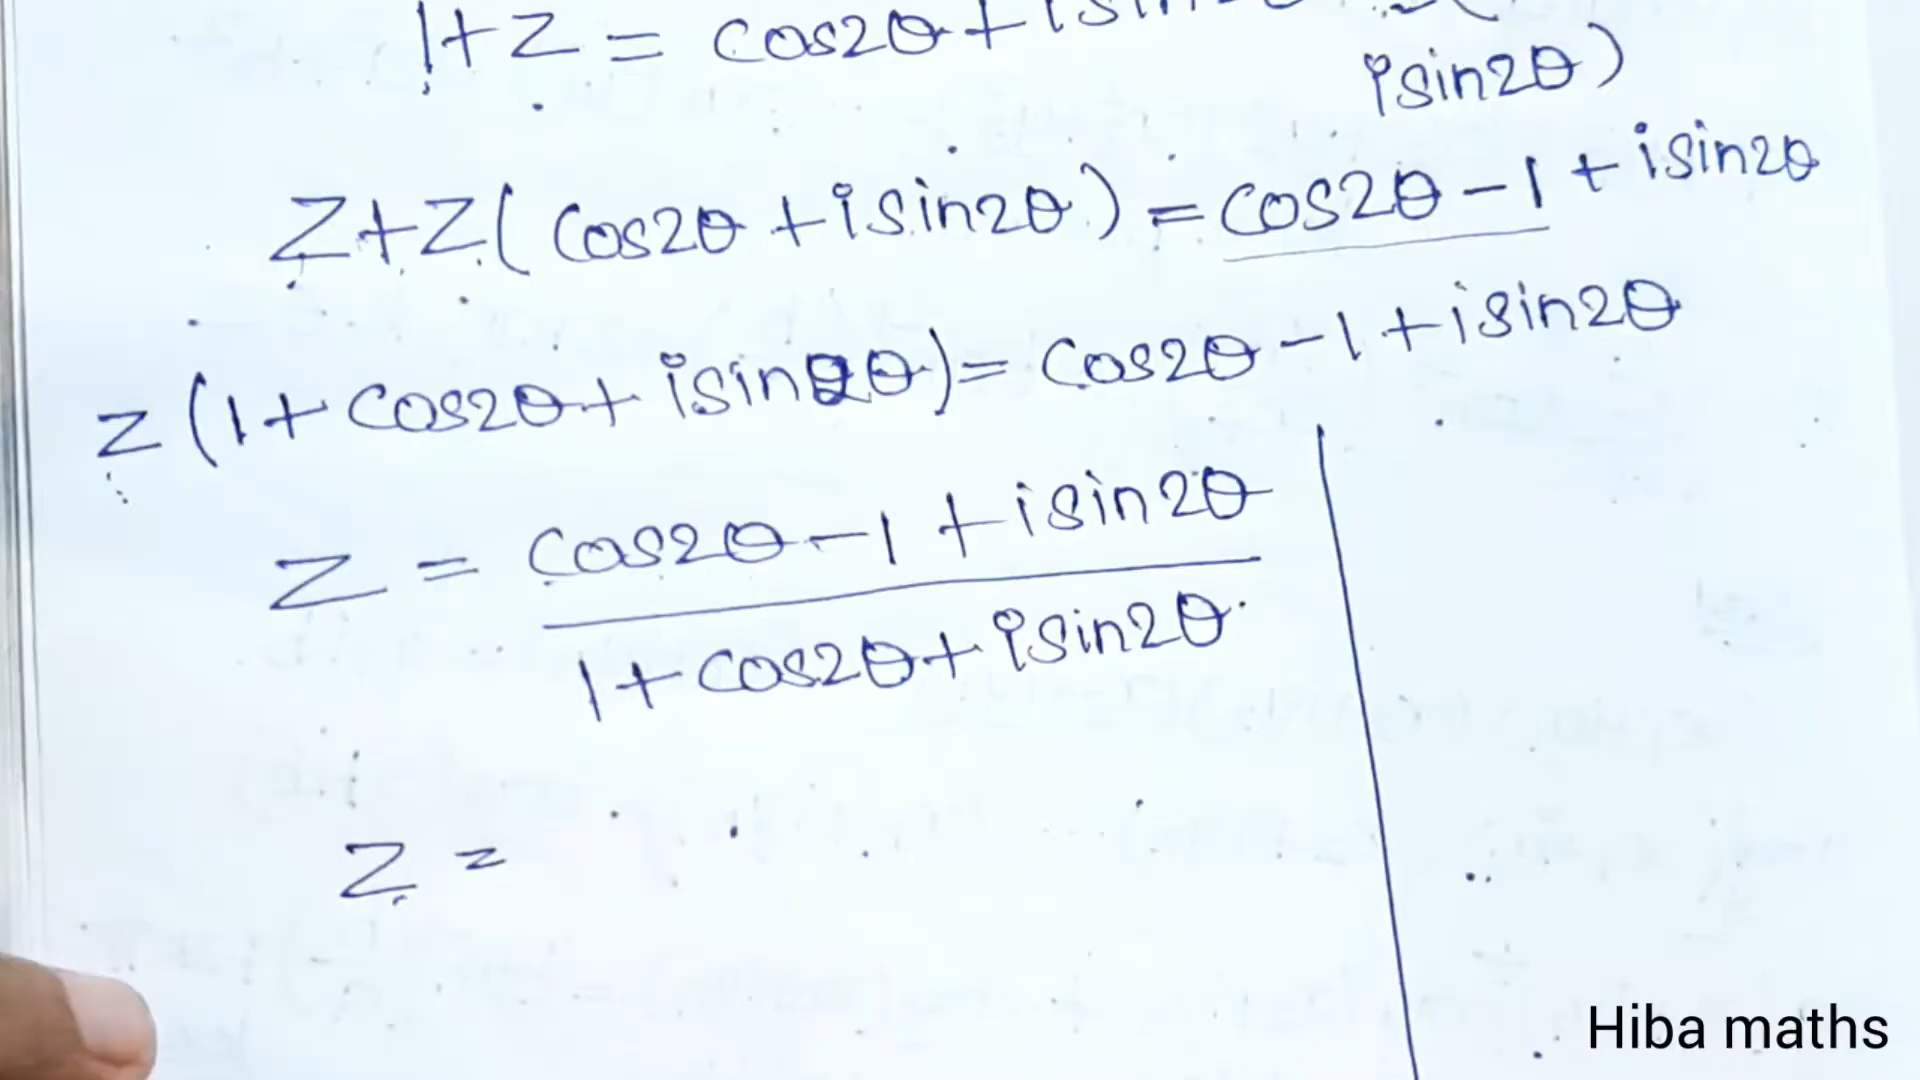 1+z = cos2θ+isin
isin2θ)
z+z(cos2θ+isin2θ)=cos2θ-1+isin2θ
z(1+cos2θ+isin2θ)=cos2θ-1+isin2θ
z = cos2θ-1+isin2θ
1+cos2θ+isin2θ
z =
Hiba maths